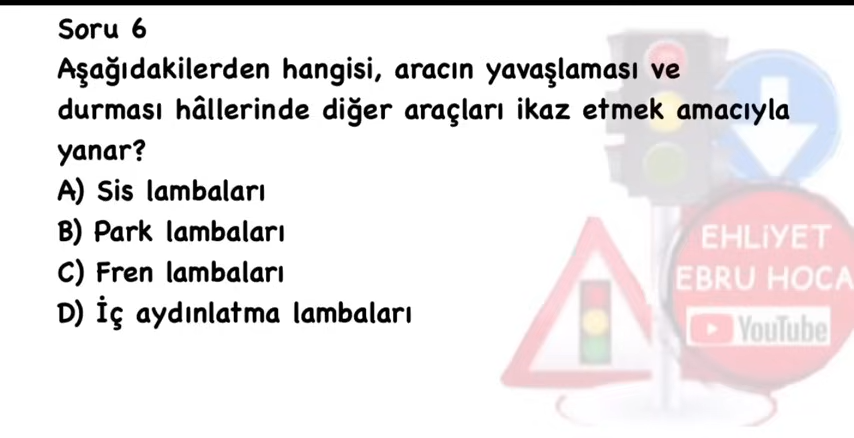 Soru 6
Aşağıdakilerden hangisi, aracın yavaşlaması ve
durması hâllerinde diğer araçları ikaz etmek amacıyla
yanar?
A) Sis lambaları
B) Park lambaları
C) Fren lambaları
D) İç aydınlatma lambaları
EHLİYET
EBRU HOCA
YouTube